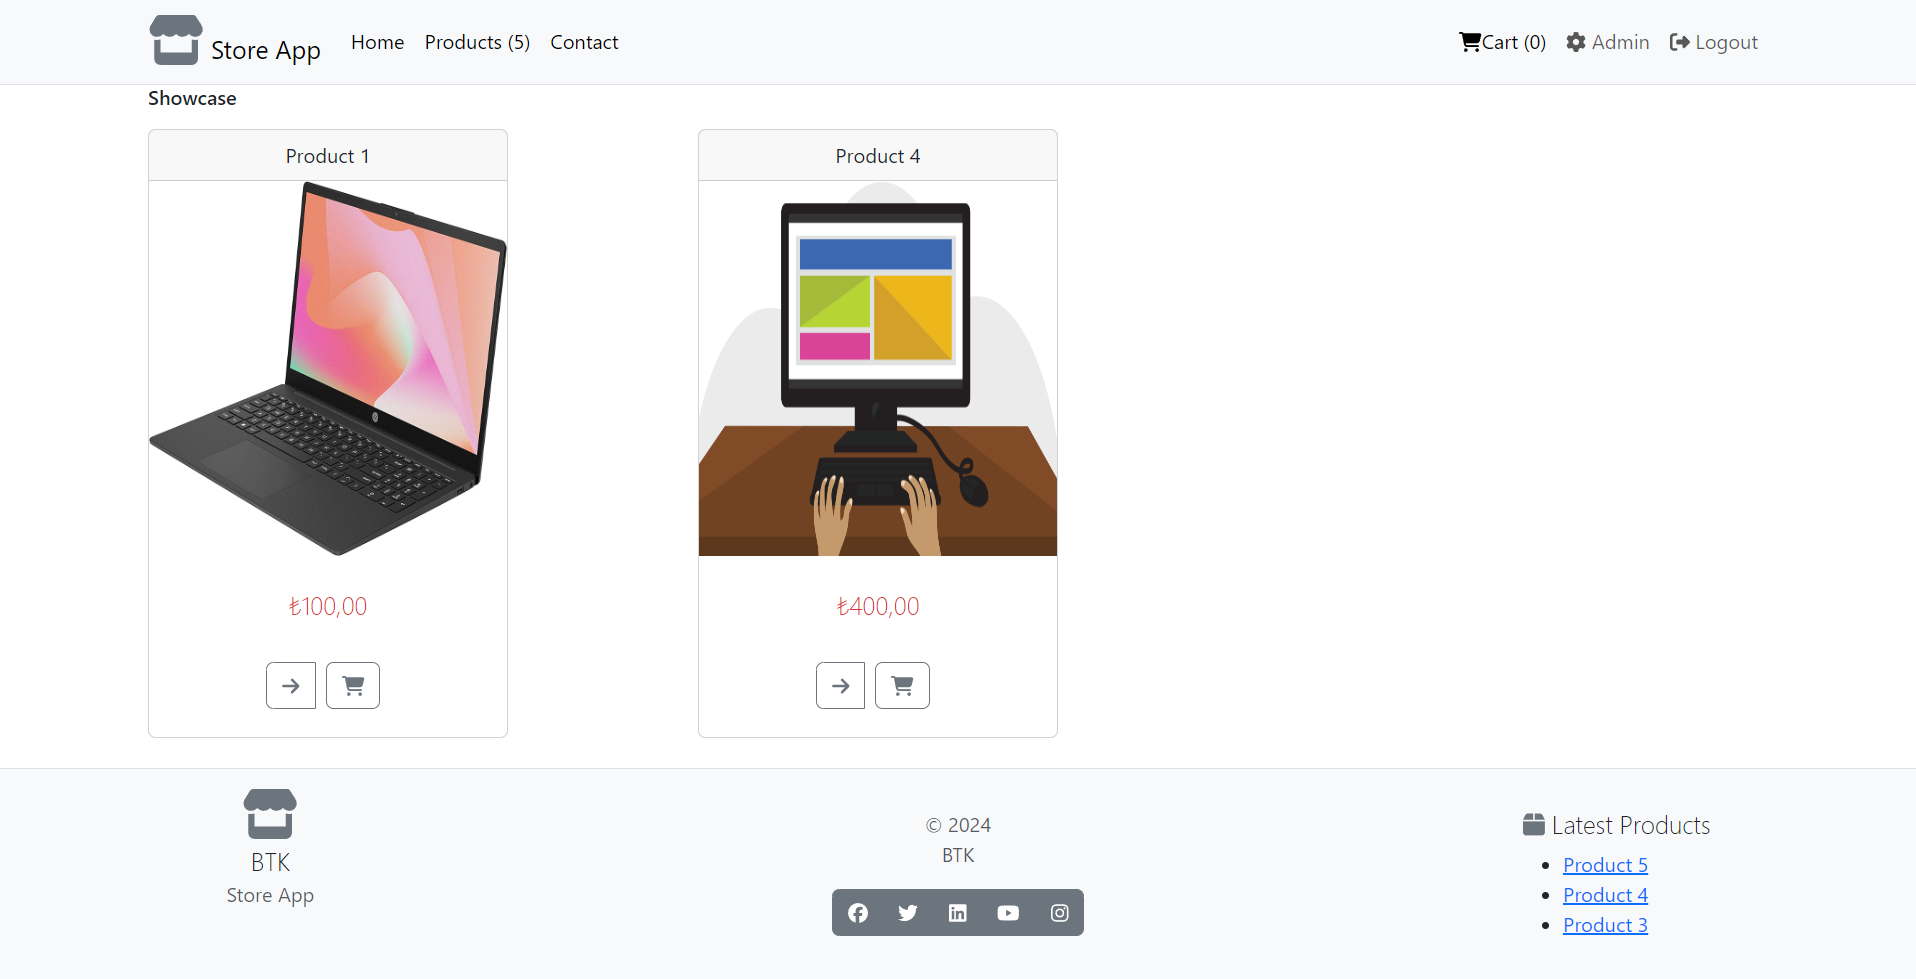 Store App Home Products (5) Contact Cart (0) Admin Logout
Showcase
Product 1
₺100,00
Product 4
₺400,00
BTK
Store App
© 2024
BTK
Latest Products
Product 5
Product 4
Product 3